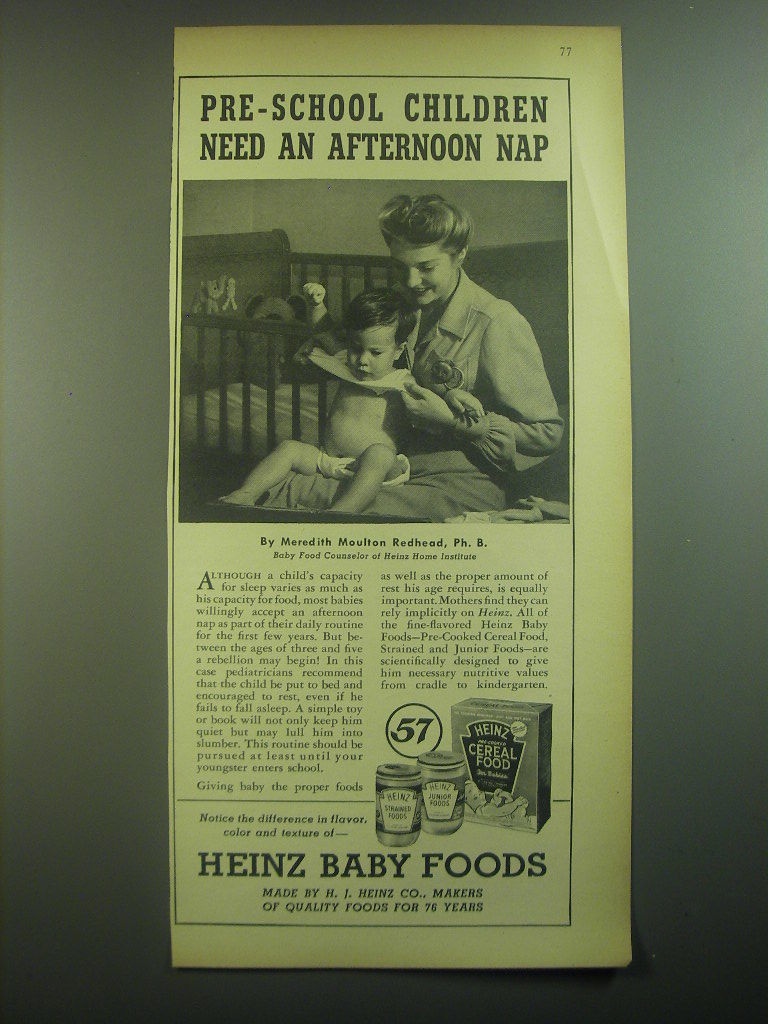 77
PRE-SCHOOL CHILDREN
NEED AN AFTERNOON NAP
By Meredith Moulton Redhead, Ph. B.
Baby Food Counselor of Heinz Home Institute
ALTHOUGH a child's capacity
for sleep varies as much as
his capacity for food, most babies
willingly accept an afternoon
nap as part of their daily routine
for the first few years. But be-
tween the ages of three and five
a rebellion may begin! In this
case pediatricians recommend
that the child be put to bed and
encouraged to rest, even if he
fails to fall asleep. A simple toy
or book will not only keep him
quiet but may lull him into
slumber. This routine should be
pursued at least until your
youngster enters school.
Giving baby the proper foods
as well as the proper amount of
rest his age requires, is equally
important. Mothers find they can
rely implicitly on Heinz. All of
the fine-flavored Heinz Baby
Foods—Pre-Cooked Cereal Food,
Strained and Junior Foods—are
scientifically designed to give
him necessary nutritive values
from cradle to kindergarten.
57
HEINZ
PRE-COOKED
CEREAL
FOOD
For Babies
HEINZ
STRAINED
FOODS
HEINZ
JUNIOR
FOODS
Notice the difference in flavor,
color and texture of—
HEINZ BABY FOODS
MADE BY H. J. HEINZ CO., MAKERS
OF QUALITY FOODS FOR 76 YEARS